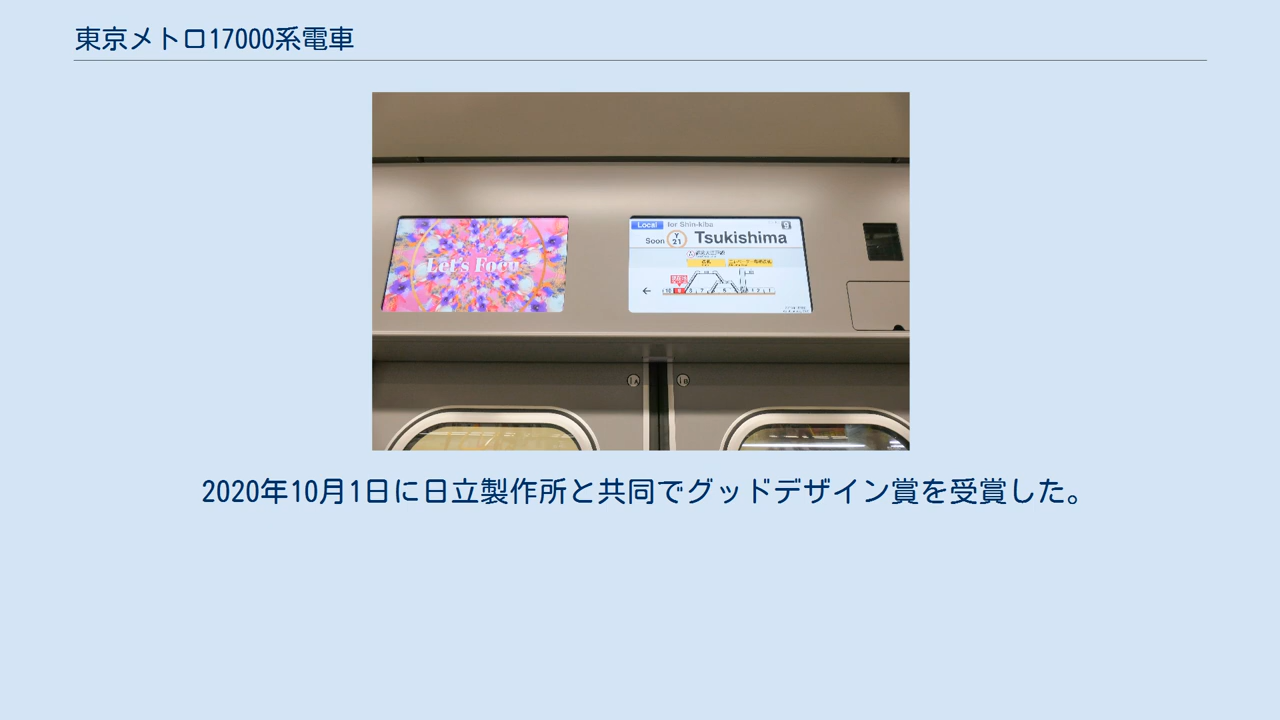 東京メトロ17000系電車
Let's Focu
Local for Shin-kiba 9
Soon Y 21 Tsukishima
2020年10月1日に日立製作所と共同でグッドデザイン賞を受賞した。